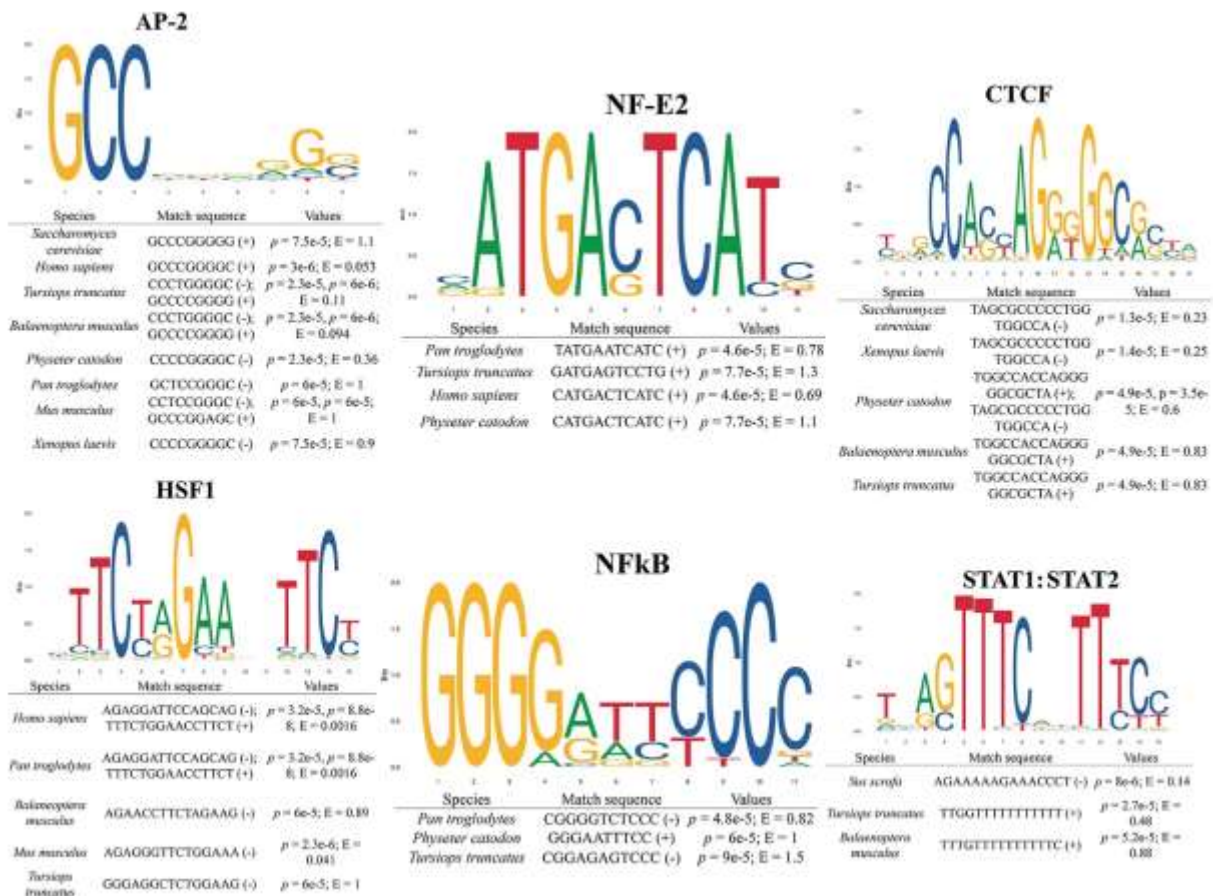 AP-2
Species Match sequence Values
Saccharomyces cerevisiae GCCCGGGGG (+) p = 7.5e-5; E = 1.1
Homo sapiens GCCCGGGGC (+) p = 3e-6; E = 0.053
Tursiops truncatus CCCTGGGGC (-); GCCCCGGGG (+) p = 2.3e-5, p = 6e-6; E = 0.11
Balaenoptera musculus CCCTGGGGC (-); GCCCCGGGG (+) p = 2.3e-5, p = 6e-6; E = 0.094
Physeter catodon CCCCGGGGC (-) p = 2.3e-5; E = 0.36
Pan troglodytes GCTCCGGGC (-) p = 6e-5; E = 1
Mus musculus CCTCCGGGC (-); GCCCGGAGC (+) p = 6e-5, p = 6e-5; E = 1
Xenopus laevis CCCCGGGGC (-) p = 7.5e-5; E = 0.9
NF-E2
Species Match sequence Values
Pan troglodytes TATGAATCATC (+) p = 4.6e-5; E = 0.78
Tursiops truncatus GATGAGTCCTG (+) p = 7.7e-5; E = 1.3
Homo sapiens CATGACTCATC (+) p = 4.6e-5; E = 0.69
Physeter catodon CATGACTCATC (+) p = 7.7e-5; E = 1.1
CTCF
Species Match sequence Values
Saccharomyces cerevisiae TAGCGCCCCCTGG TGGCCA (-) p = 1.3e-5; E = 0.23
Xenopus laevis TAGCGCCCCCTGG TGGCCA (-) p = 1.4e-5; E = 0.25
Physeter catodon TGGCCACCAGGG GGCGCTA (+); TAGCGCCCCCTGG TGGCCA (-) p = 4.9e-5, p = 3.5e-5; E = 0.6
Balaenoptera musculus TGGCCACCAGGG GGCGCTA (+) p = 4.9e-5; E = 0.83
Tursiops truncatus TGGCCACCAGGG GGCGCTA (+) p = 4.9e-5; E = 0.83
HSF1
Species Match sequence Values
Homo sapiens AGAGGATTCCAGCAG (-); TTTCTGGAACCTTCT (+) p = 3.2e-5, p = 8.8e-8; E = 0.0016
Pan troglodytes AGAGGATTCCAGCAG (-); TTTCTGGAACCTTCT (+) p = 3.2e-5, p = 8.8e-8; E = 0.0016
Balaneoptera musculus AGAACCTTCTAGAAG (-) p = 6e-5; E = 0.89
Mus musculus AGAGGGTTCTGGAAA (-) p = 2.3e-6; E = 0.041
Tursiops truncatus GGGAGGCTCTGGAAG (-) p = 6e-5; E = 1
NFkB
Species Match sequence Values
Pan troglodytes CGGGGTCTCCC (-) p = 4.8e-5; E = 0.82
Physeter catodon GGGAATTTCC (+) p = 6e-5; E = 1
Tursiops truncatus CGGAGAGTCCC (-) p = 9e-5; E = 1.5
STAT1:STAT2
Species Match sequence Values
Sus scrofa AGAAAAAGAAACCCT (-) p = 8e-6; E = 0.14
Tursiops truncatus TTGGTTTTTTTTTTT (+) p = 2.7e-5; E = 0.48
Balaenoptera musculus TTTGTTTTTTTTTTC (+) p = 5.2e-5; E = 0.88